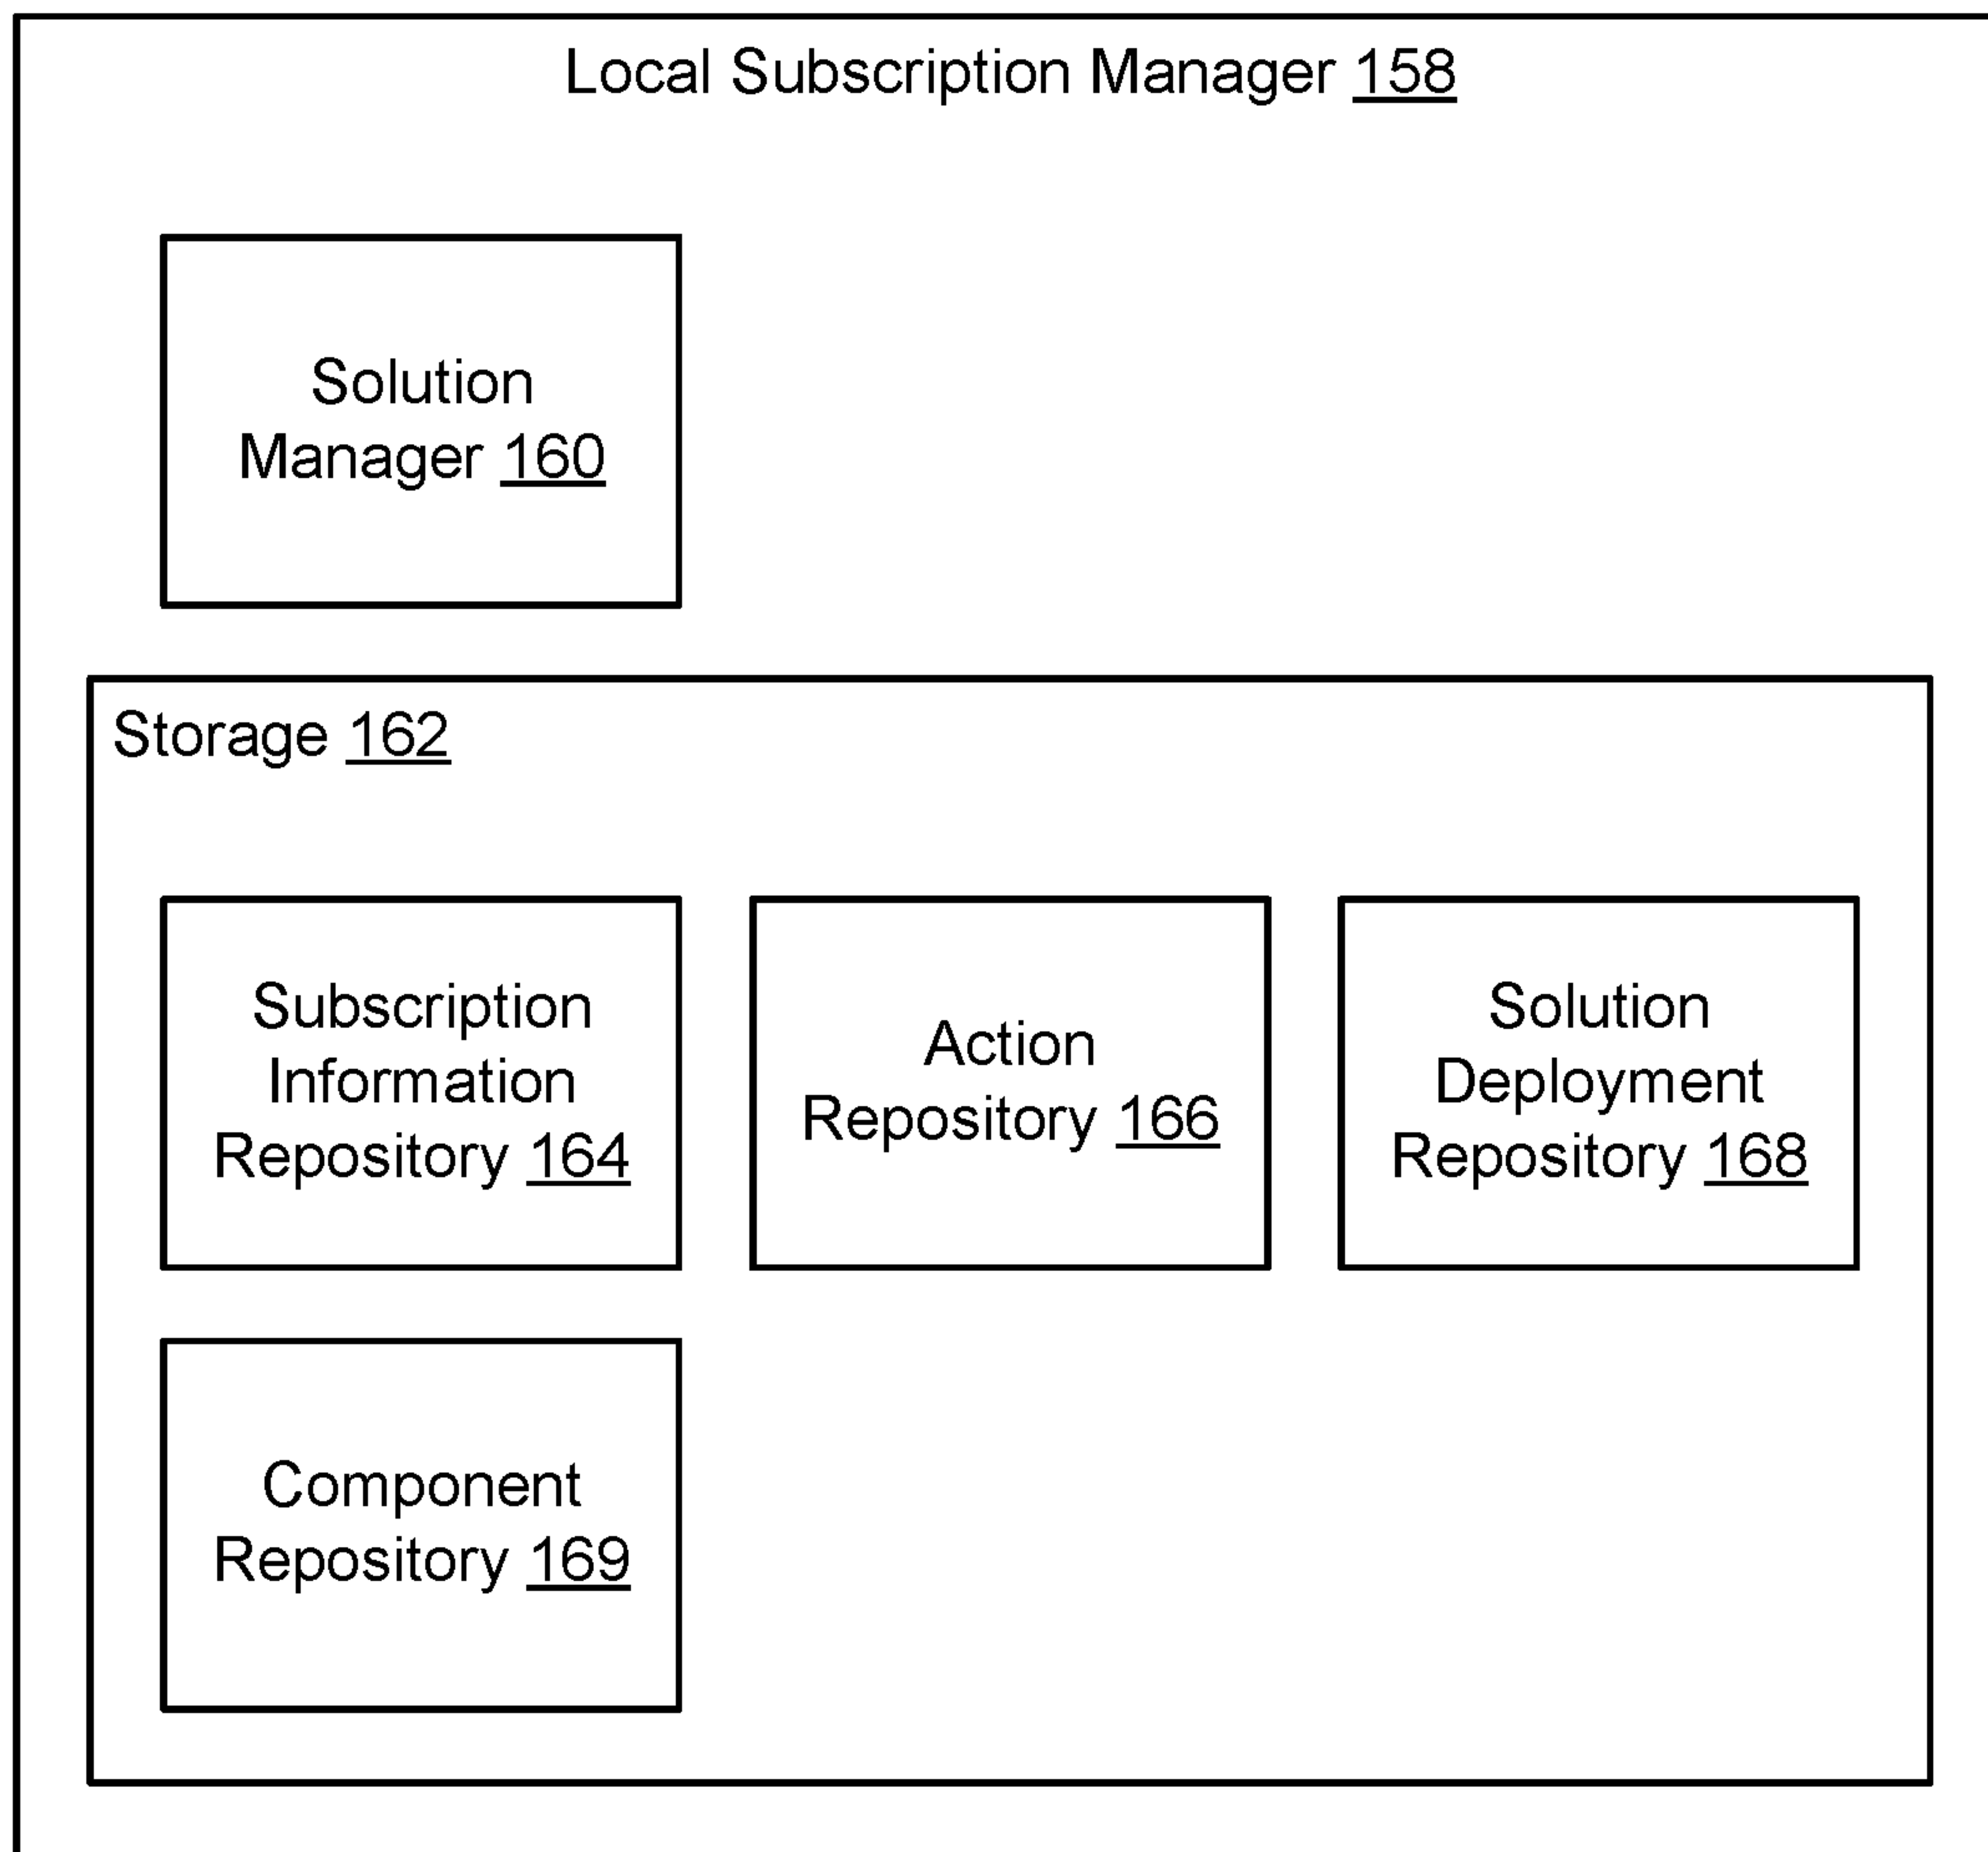 Local Subscription Manager 158
Solution
Manager 160
Storage 162
Subscription
Information
Repository 164
Action
Repository 166
Solution
Deployment
Repository 168
Component
Repository 169